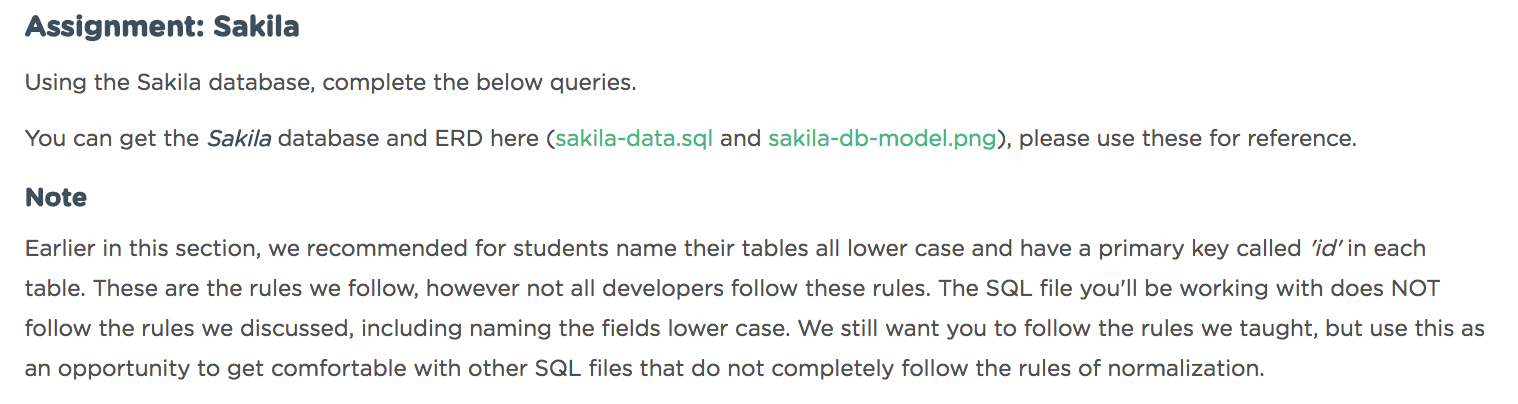 Assignment: Sakila
Using the Sakila database, complete the below queries.
You can get the Sakila database and ERD here (sakila-data.sql and sakila-db-model.png), please use these for reference.
Note
Earlier in this section, we recommended for students name their tables all lower case and have a primary key called 'id' in each
table. These are the rules we follow, however not all developers follow these rules. The SQL file you'll be working with does NOT
follow the rules we discussed, including naming the fields lower case. We still want you to follow the rules we taught, but use this as
an opportunity to get comfortable with other SQL files that do not completely follow the rules of normalization.